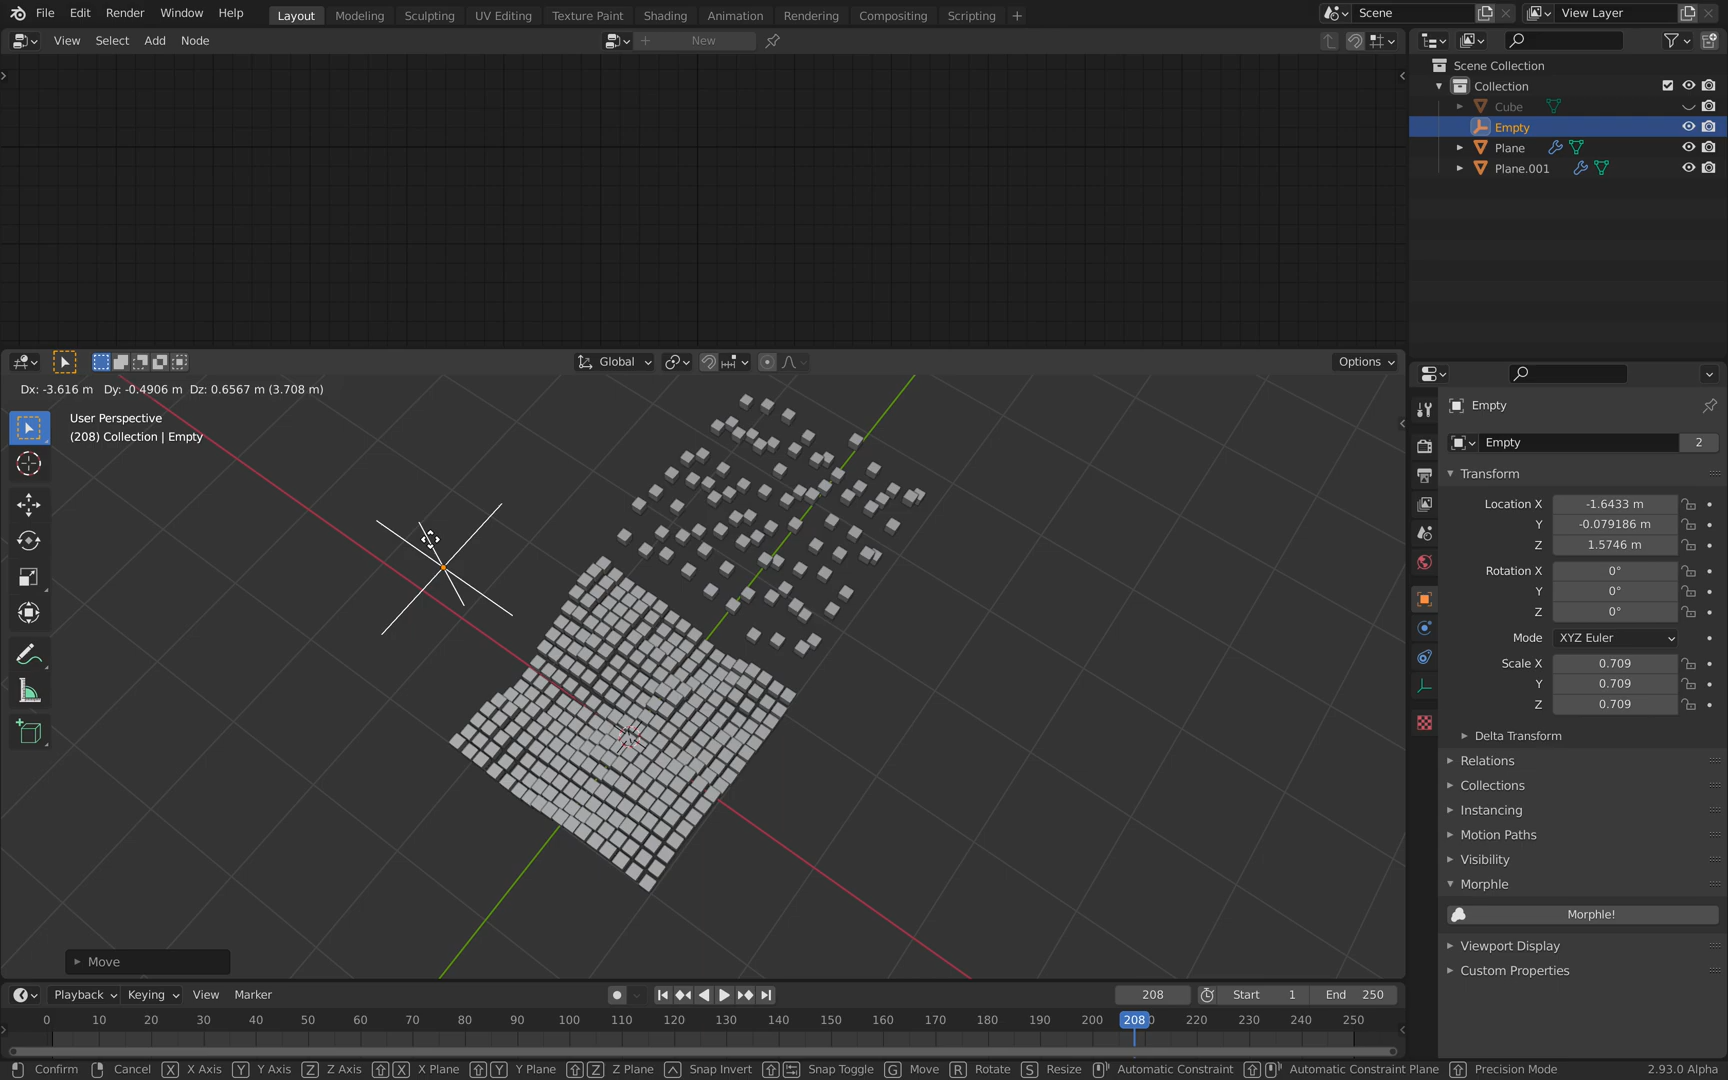 File Edit Render Window Help
Layout Modeling Sculpting UV Editing Texture Paint Shading Animation Rendering Compositing Scripting +
Scene
View Layer
View Select Add Node
New
Scene Collection
Collection
Cube
Empty
Plane
Plane.001
Global
Options
Dx: -3.616 m Dy: -0.4906 m Dz: 0.6567 m (3.708 m)
User Perspective
(208) Collection | Empty
Move
Empty
Empty 2
Transform
Location X -1.6433 m
Y -0.079186 m
Z 1.5746 m
Rotation X 0°
Y 0°
Z 0°
Mode XYZ Euler
Scale X 0.709
Y 0.709
Z 0.709
Delta Transform
Relations
Collections
Instancing
Motion Paths
Visibility
Morphle
Morphle!
Viewport Display
Custom Properties
Playback Keying View Marker
208 Start 1 End 250
0 10 20 30 40 50 60 70 80 90 100 110 120 130 140 150 160 170 180 190 200 208 220 230 240 250
Confirm Cancel X X Axis Y Y Axis Z Z Axis X X Plane Y Y Plane Z Z Plane Snap Invert Snap Toggle G Move R Rotate S Resize Automatic Constraint Automatic Constraint Plane Precision Mode 2.93.0 Alpha